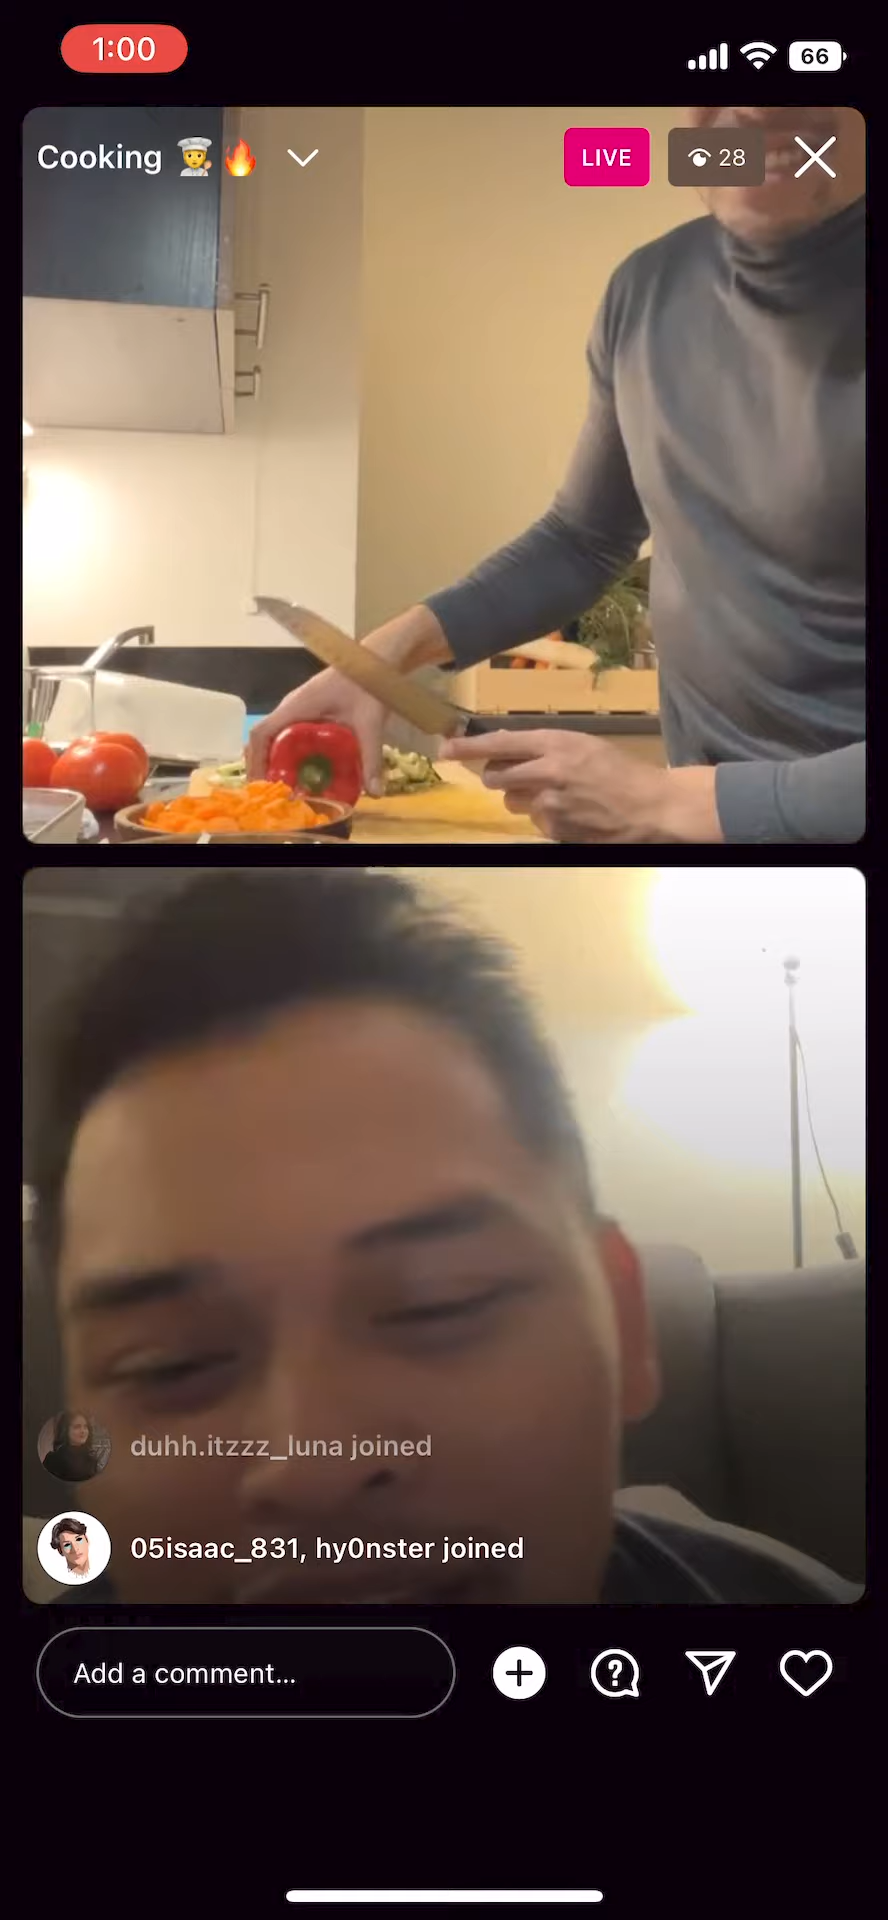 1:00
66
Cooking 👨‍🍳🔥
LIVE
28
duhh.itzzz_luna joined
05isaac_831, hy0nster joined
Add a comment...